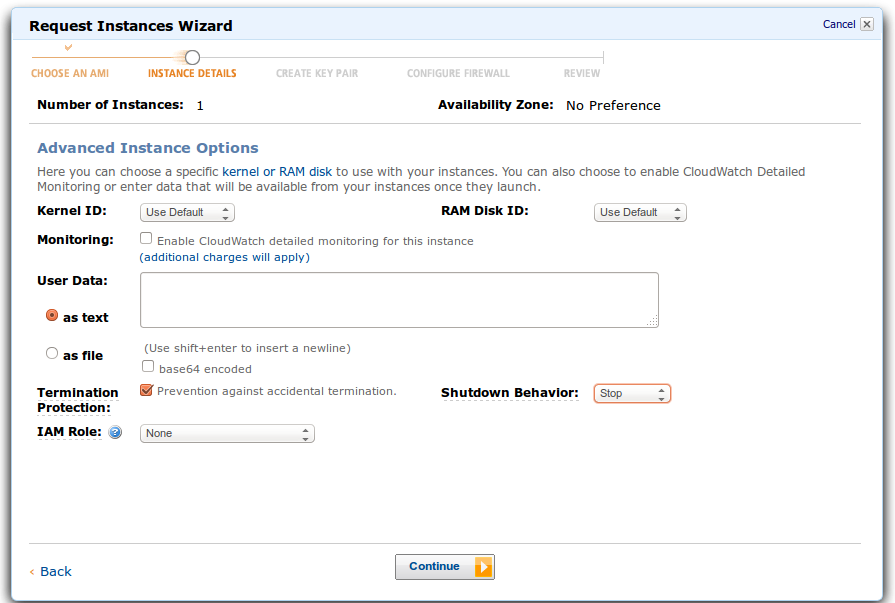 Request Instances Wizard
Cancel
CHOOSE AN AMI INSTANCE DETAILS CREATE KEY PAIR CONFIGURE FIREWALL REVIEW
Number of Instances: 1 Availability Zone: No Preference
Advanced Instance Options
Here you can choose a specific kernel or RAM disk to use with your instances. You can also choose to enable CloudWatch Detailed
Monitoring or enter data that will be available from your instances once they launch.
Kernel ID: Use Default RAM Disk ID: Use Default
Monitoring: Enable CloudWatch detailed monitoring for this instance
(additional charges will apply)
User Data:
as text
as file (Use shift+enter to insert a newline)
base64 encoded
Termination Prevention against accidental termination. Shutdown Behavior: Stop
Protection:
IAM Role: ? None
‹ Back Continue